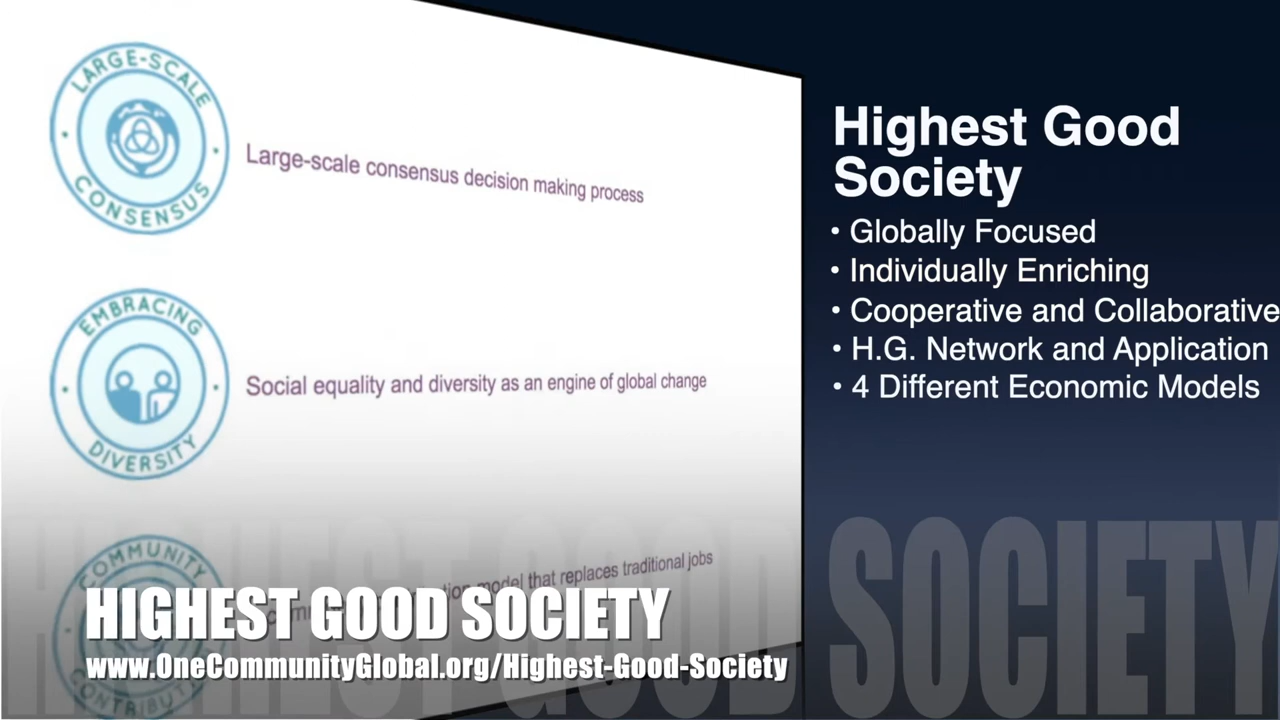 LARGE-SCALE
CONSENSUS
Large-scale consensus decision making process
EMBRACING
DIVERSITY
Social equality and diversity as an engine of global change
COMMUNITY
model that replaces traditional jobs
Highest Good
Society
• Globally Focused
• Individually Enriching
• Cooperative and Collaborative
• H.G. Network and Application
• 4 Different Economic Models
HIGHEST GOOD SOCIETY
HIGHEST GOOD SOCIETY
www.OneCommunityGlobal.org/Highest-Good-Society